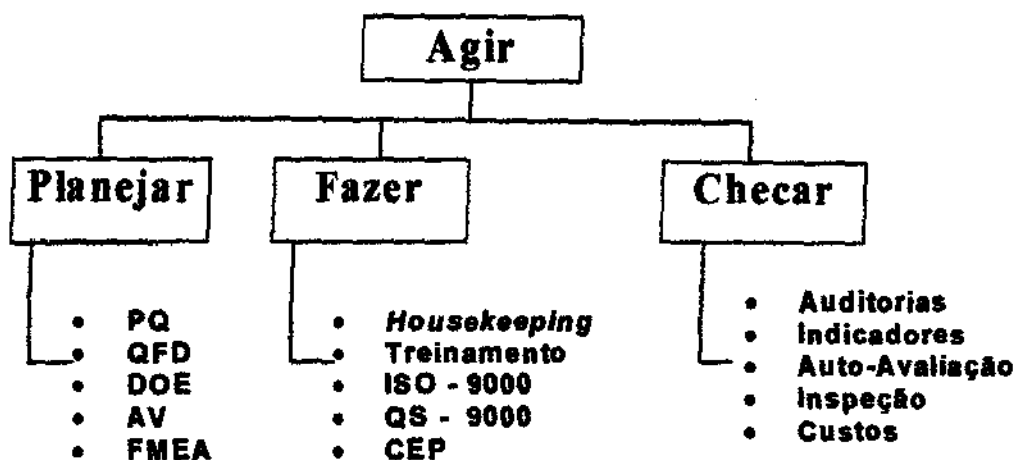 Agir
Planejar
Fazer
Checar
• PQ
• QFD
• DOE
• AV
• FMEA
• Housekeeping
• Treinamento
• ISO - 9000
• QS - 9000
• CEP
• Auditorias
• Indicadores
• Auto-Avaliação
• Inspeção
• Custos